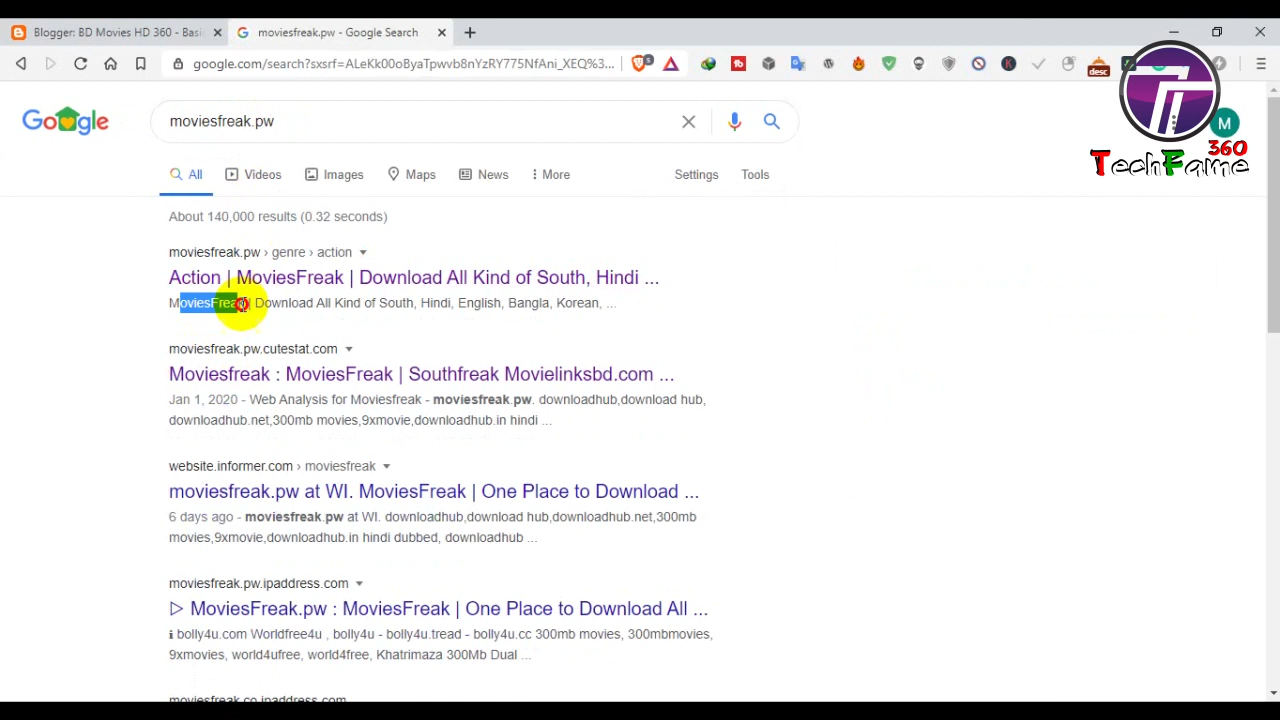 Blogger: BD Movies HD 360 - Basi
moviesfreak.pw - Google Search
google.com/search?sxsrf=ALeKk00oByaTpwvb8nYzRY775NfAni_XEQ%3...
desc
TechFame
360
M
Google
moviesfreak.pw
All
Videos
Images
Maps
News
More
Settings
Tools
About 140,000 results (0.32 seconds)
moviesfreak.pw › genre › action
Action | MoviesFreak | Download All Kind of South, Hindi ...
MoviesFreak | Download All Kind of South, Hindi, English, Bangla, Korean, ...
moviesfreak.pw.cutestat.com
Moviesfreak : MoviesFreak | Southfreak Movielinksbd.com ...
Jan 1, 2020 - Web Analysis for Moviesfreak - moviesfreak.pw. downloadhub,download hub,
downloadhub.net,300mb movies,9xmovie,downloadhub.in hindi ...
website.informer.com › moviesfreak
moviesfreak.pw at WI. MoviesFreak | One Place to Download ...
6 days ago - moviesfreak.pw at WI. downloadhub,download hub,downloadhub.net,300mb
movies,9xmovie,downloadhub.in hindi dubbed, downloadhub ...
moviesfreak.pw.ipaddress.com
▷ MoviesFreak.pw : MoviesFreak | One Place to Download All ...
ℹ bolly4u.com Worldfree4u , bolly4u - bolly4u.tread - bolly4u.cc 300mb movies, 300mbmovies,
9xmovies, world4ufree, world4free, Khatrimaza 300Mb Dual ...
moviesfreak.co.ipaddress.com